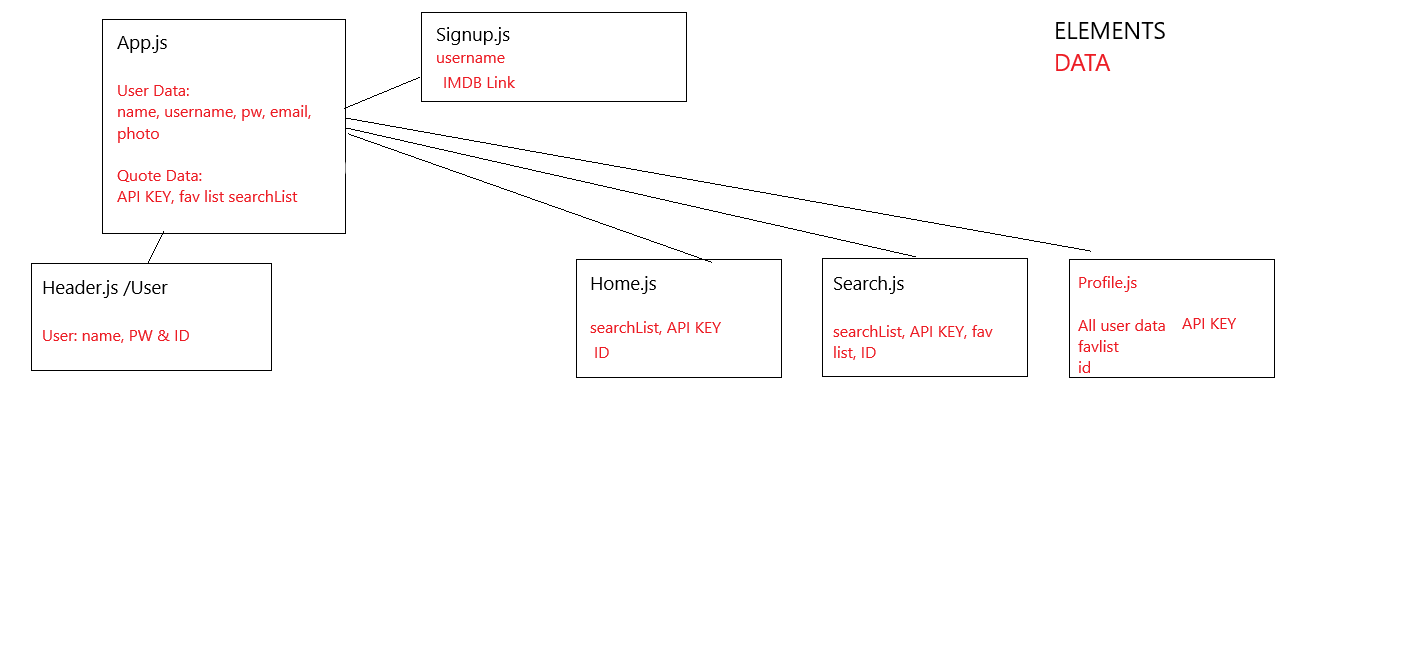 App.js
User Data:
name, username, pw, email,
photo
Quote Data:
API KEY, fav list searchList
Signup.js
username
IMDB Link
ELEMENTS
DATA
Header.js /User
User: name, PW & ID
Home.js
searchList, API KEY
ID
Search.js
searchList, API KEY, fav
list, ID
Profile.js
All user data API KEY
favlist
id